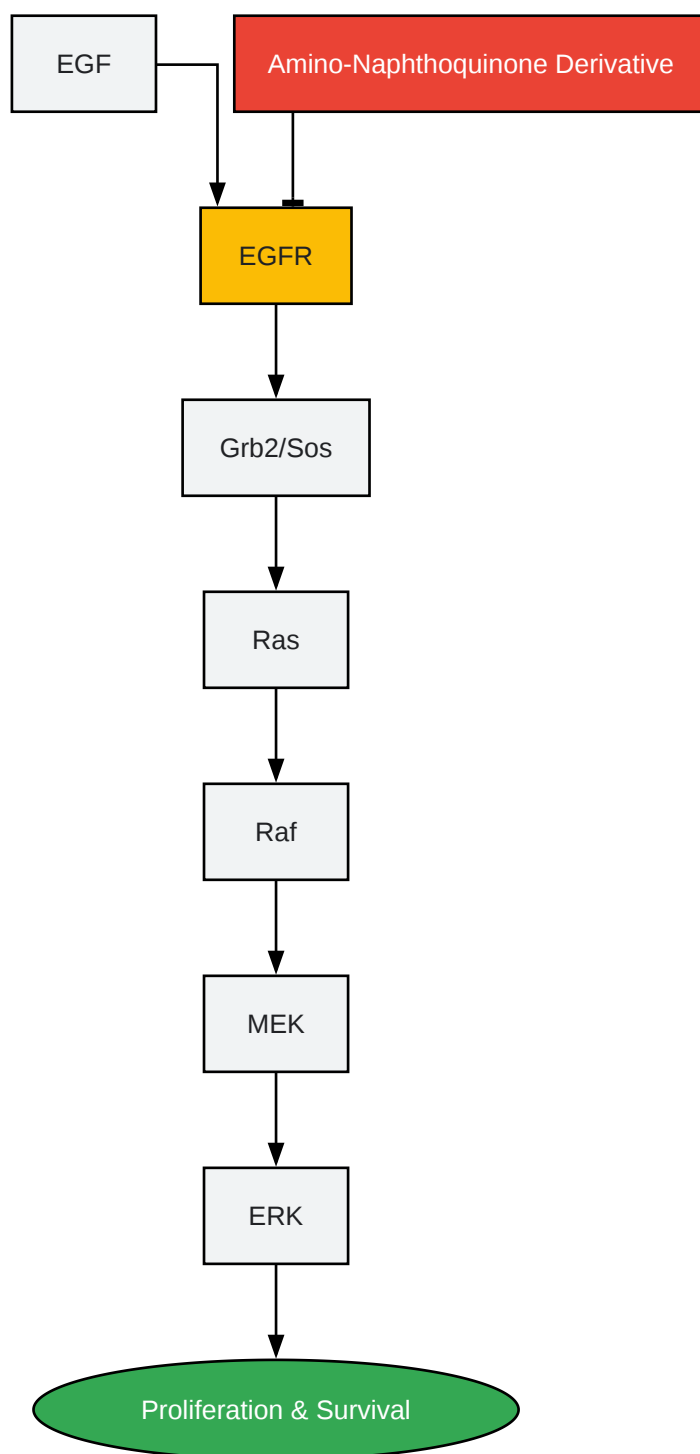 EGF
Amino-Naphthoquinone Derivative
EGFR
Grb2/Sos
Ras
Raf
MEK
ERK
Proliferation & Survival